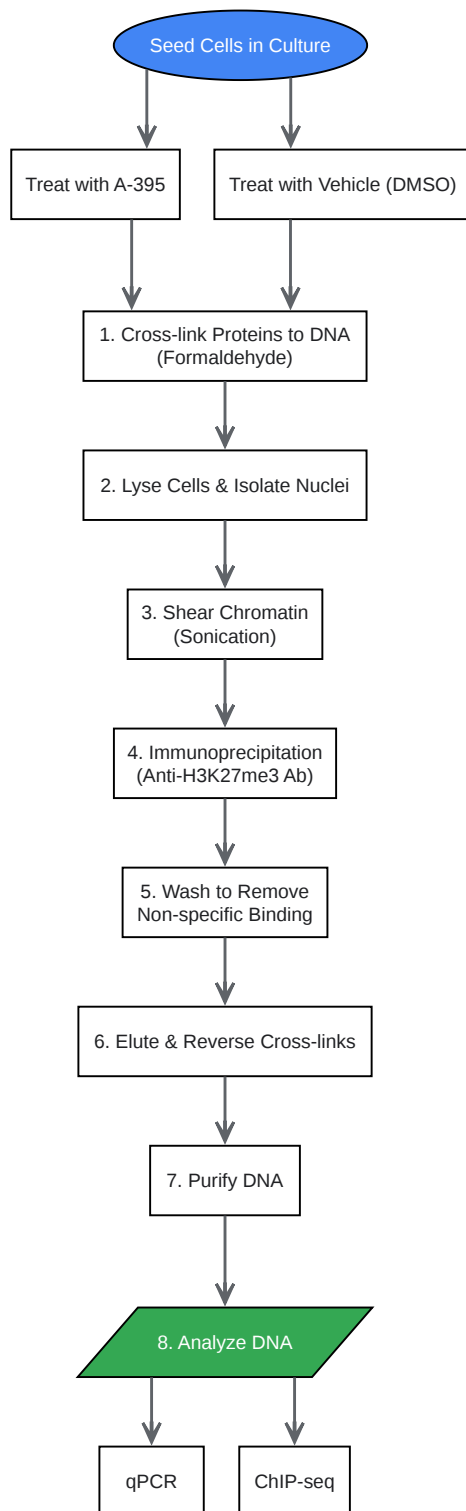 Seed Cells in Culture
Treat with A-395
Treat with Vehicle (DMSO)
1. Cross-link Proteins to DNA
(Formaldehyde)
2. Lyse Cells & Isolate Nuclei
3. Shear Chromatin
(Sonication)
4. Immunoprecipitation
(Anti-H3K27me3 Ab)
5. Wash to Remove
Non-specific Binding
6. Elute & Reverse Cross-links
7. Purify DNA
8. Analyze DNA
qPCR
ChIP-seq